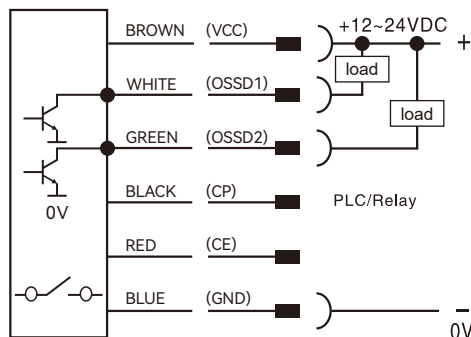 BROWN (VCC) +12~24VDC +
WHITE (OSSD1) load
GREEN (OSSD2) load
BLACK (CP) PLC/Relay
0V
RED (CE)
BLUE (GND) −
0V